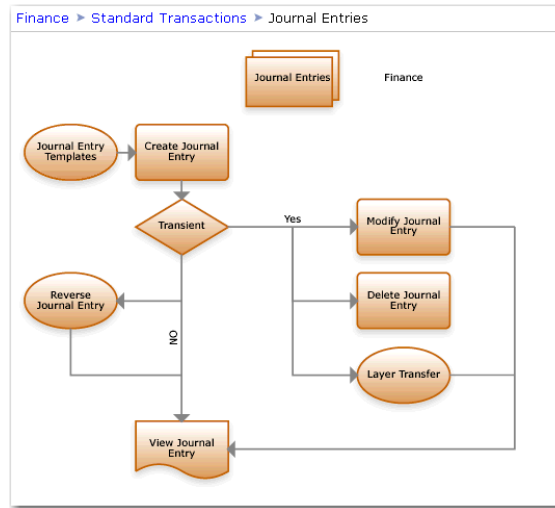 Finance ➤ Standard Transactions ➤ Journal Entries
Journal Entries
Finance
Journal Entry
Templates
Create Journal
Entry
Transient
Yes
Modify Journal
Entry
Reverse
Journal Entry
Delete Journal
Entry
NO
Layer Transfer
View Journal
Entry